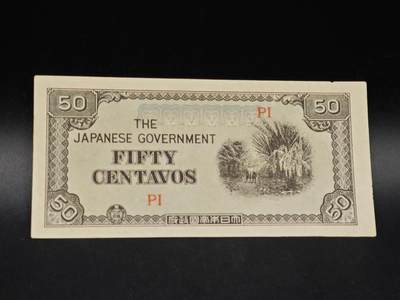 50 50
PI
THE
JAPANESE GOVERNMENT
FIFTY
CENTAVOS
PI
50 50
大日本帝國政府